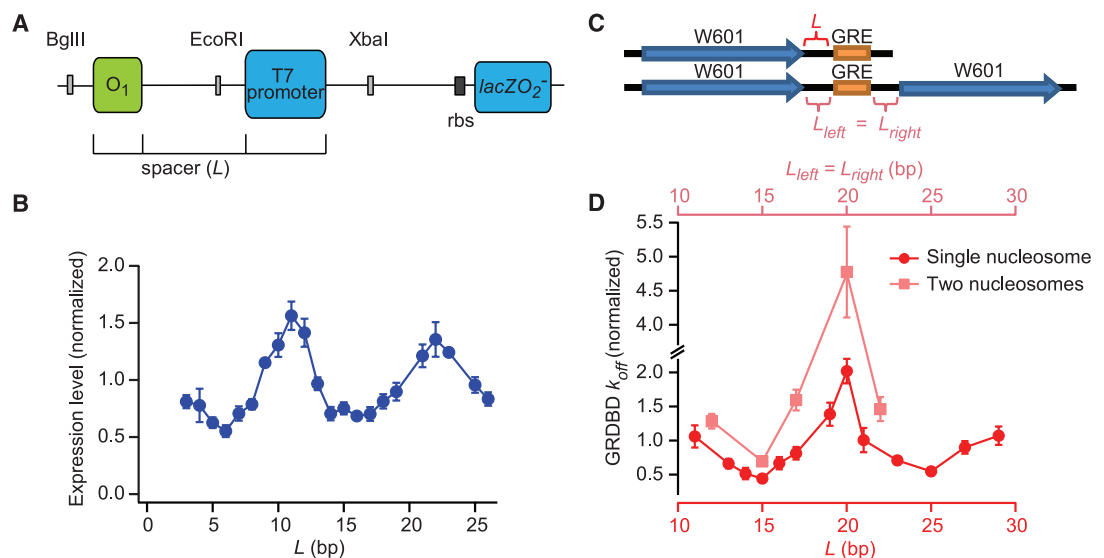 A
BglII
EcoRI
XbaI
O1
T7
promoter
lacZO2-
rbs
spacer (L)
B
Expression level (normalized)
2.0
1.5
1.0
0.5
0.0
0 5 10 15 20 25
L (bp)
C
W601
L
GRE
W601
GRE
W601
Lleft = Lright
Lleft = Lright (bp)
10 15 20 25 30
D
GRDBD koff (normalized)
5.5
5.0
4.5
4.0
2.0
1.5
1.0
0.5
Single nucleosome
Two nucleosomes
10 15 20 25 30
L (bp)